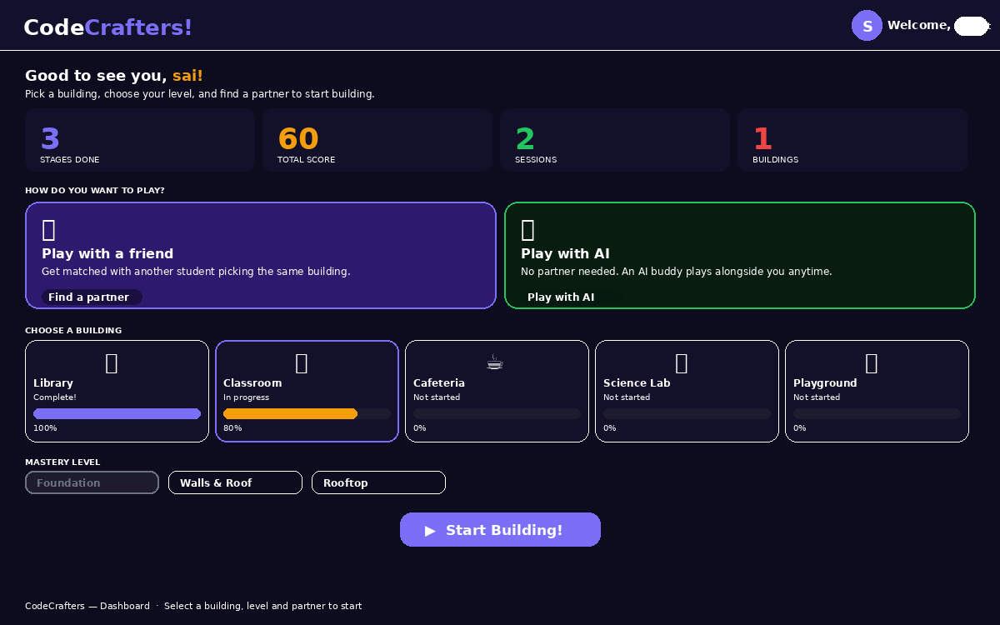 CodeCrafters!
S Welcome,
Good to see you, sai!
Pick a building, choose your level, and find a partner to start building.
3
STAGES DONE
60
TOTAL SCORE
2
SESSIONS
1
BUILDINGS
HOW DO YOU WANT TO PLAY?
Play with a friend
Get matched with another student picking the same building.
Find a partner
Play with AI
No partner needed. An AI buddy plays alongside you anytime.
Play with AI
CHOOSE A BUILDING
Library
Complete!
100%
Classroom
In progress
80%
Cafeteria
Not started
0%
Science Lab
Not started
0%
Playground
Not started
0%
MASTERY LEVEL
Foundation
Walls & Roof
Rooftop
▶ Start Building!
CodeCrafters — Dashboard · Select a building, level and partner to start